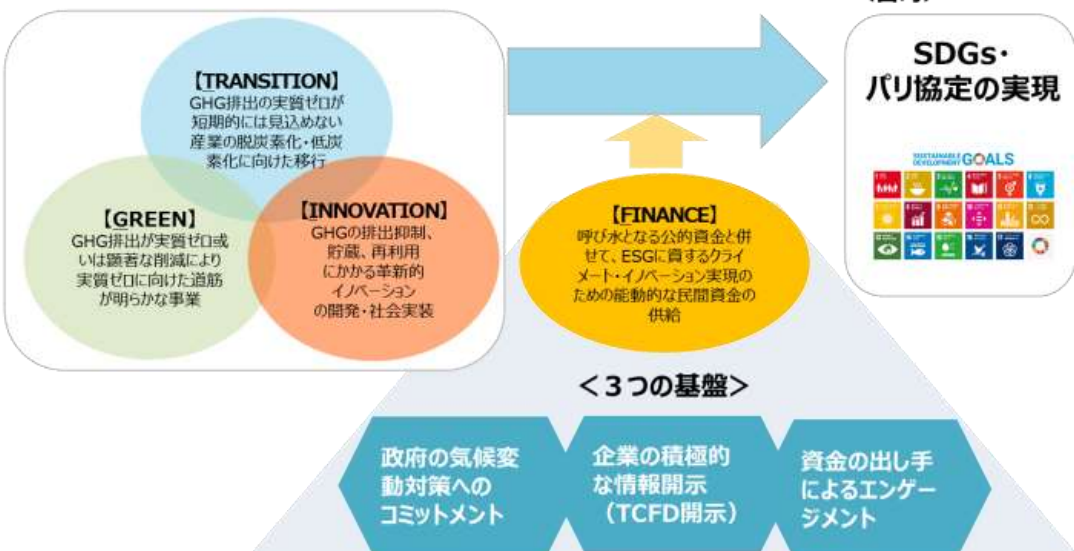 【TRANSITION】
GHG排出の実質ゼロが
短期的には見込めない
産業の脱炭素化・低炭
素化に向けた移行
【GREEN】
GHG排出が実質ゼロ或
いは顕著な削減により
実質ゼロに向けた道筋
が明らかな事業
【INNOVATION】
GHGの排出抑制、
貯蔵、再利用
にかかる革新的
イノベーション
の開発・社会実装
【FINANCE】
呼び水となる公的資金と併
せて、ESGに資するクライ
メート・イノベーション実現の
ための能動的な民間資金の
供給
SDGs・
パリ協定の実現
SUSTAINABLE
DEVELOPMENT GOALS
＜３つの基盤＞
政府の気候変
動対策への
コミットメント
企業の積極的
な情報開示
（TCFD開示）
資金の出し手
によるエンゲー
ジメント